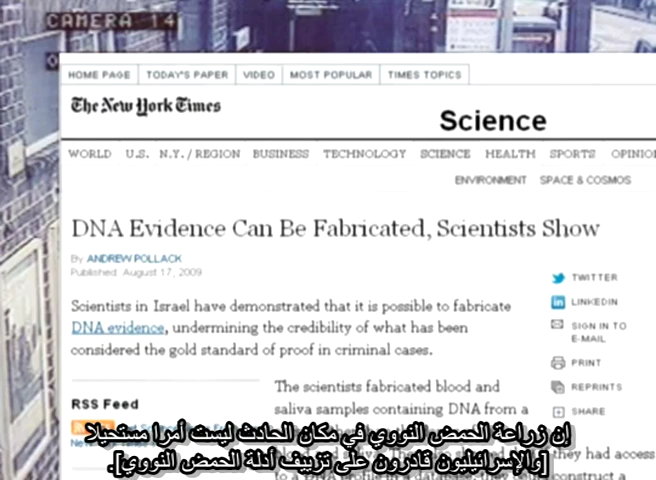 CAMERA 14
HOME PAGE TODAY'S PAPER VIDEO MOST POPULAR TIMES TOPICS
The New York Times
Science
WORLD U.S. N.Y./REGION BUSINESS TECHNOLOGY SCIENCE HEALTH SPORTS OPINIO
ENVIRONMENT SPACE & COSMOS
DNA Evidence Can Be Fabricated, Scientists Show
By ANDREW POLLACK
Published: August 17, 2009
Scientists in Israel have demonstrated that it is possible to fabricate
DNA evidence, undermining the credibility of what has been
considered the gold standard of proof in criminal cases.
TWITTER
LINKEDIN
SIGN IN TO
E-MAIL
PRINT
REPRINTS
SHARE
RSS Feed
The scientists fabricated blood and
saliva samples containing DNA from a
they had access
construct a
إن زراعة الحمض النووي في مكان الحادث ليست أمرا مستحيلا
[والإسرائيليون قادرون على تزييف أدلة الحمض النووي].